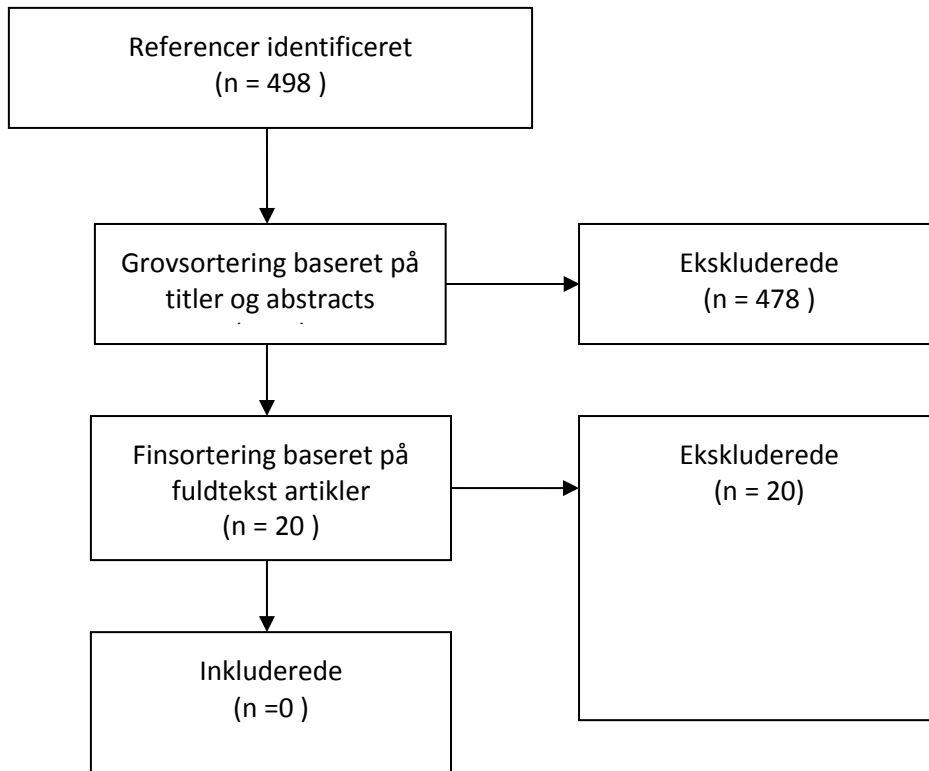 Referencer identificeret
(n = 498 )
Grovsortering baseret på
titler og abstracts
Ekskluderede
(n = 478 )
Finsortering baseret på
fuldtekst artikler
(n = 20 )
Ekskluderede
(n = 20)
Inkluderede
(n =0 )